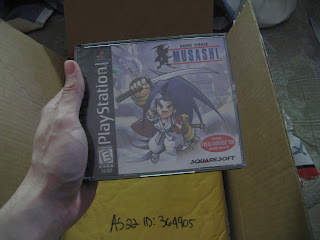 PlayStation
BRAVE FENCER
MUSASHI
SQUARESOFT
E
AS22 ID: 364905